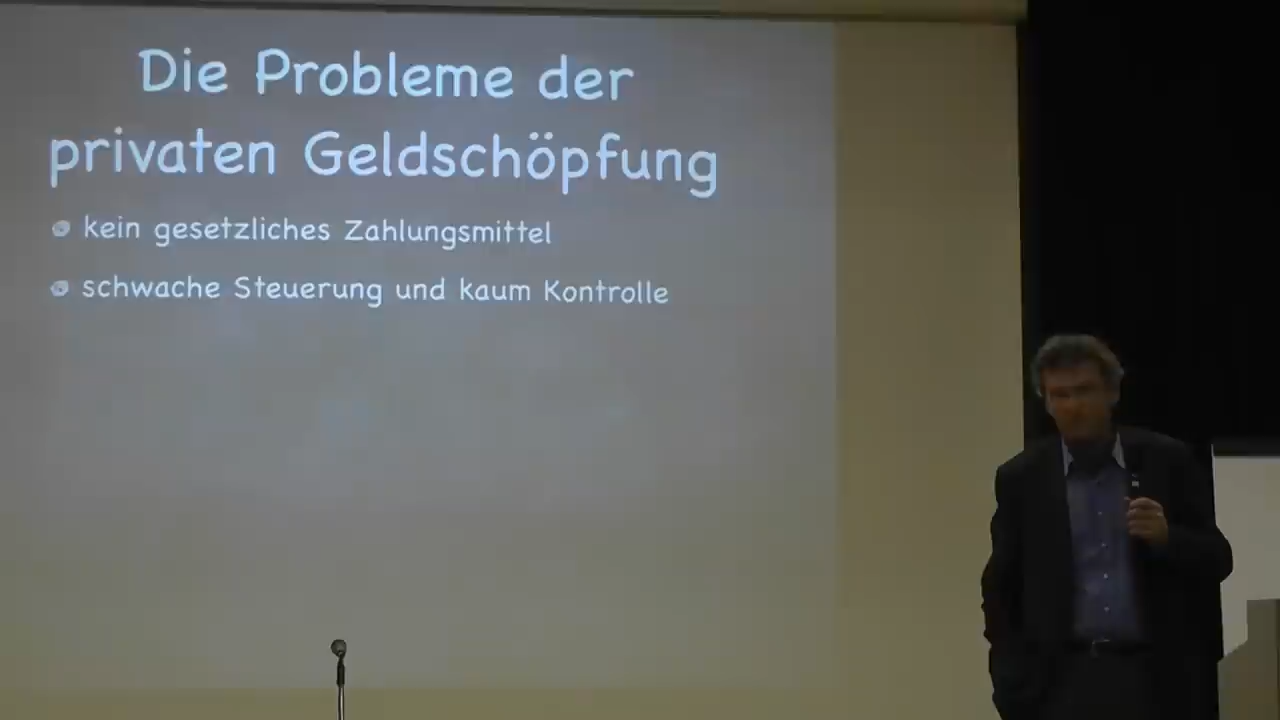 Die Probleme der
privaten Geldschöpfung
kein gesetzliches Zahlungsmittel
schwache Steuerung und kaum Kontrolle